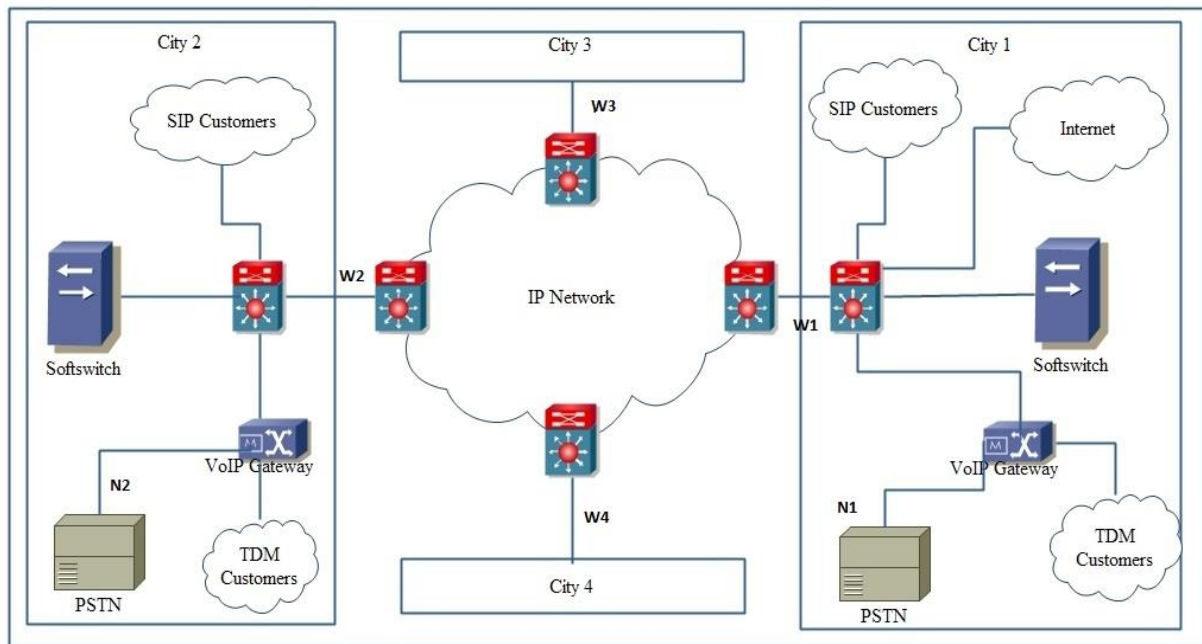 City 2
City 3
City 1
SIP Customers
W3
SIP Customers
Internet
W2
IP Network
W1
Softswitch
Softswitch
M
VoIP Gateway
M
VoIP Gateway
N2
W4
N1
TDM
Customers
TDM
Customers
City 4
PSTN
PSTN